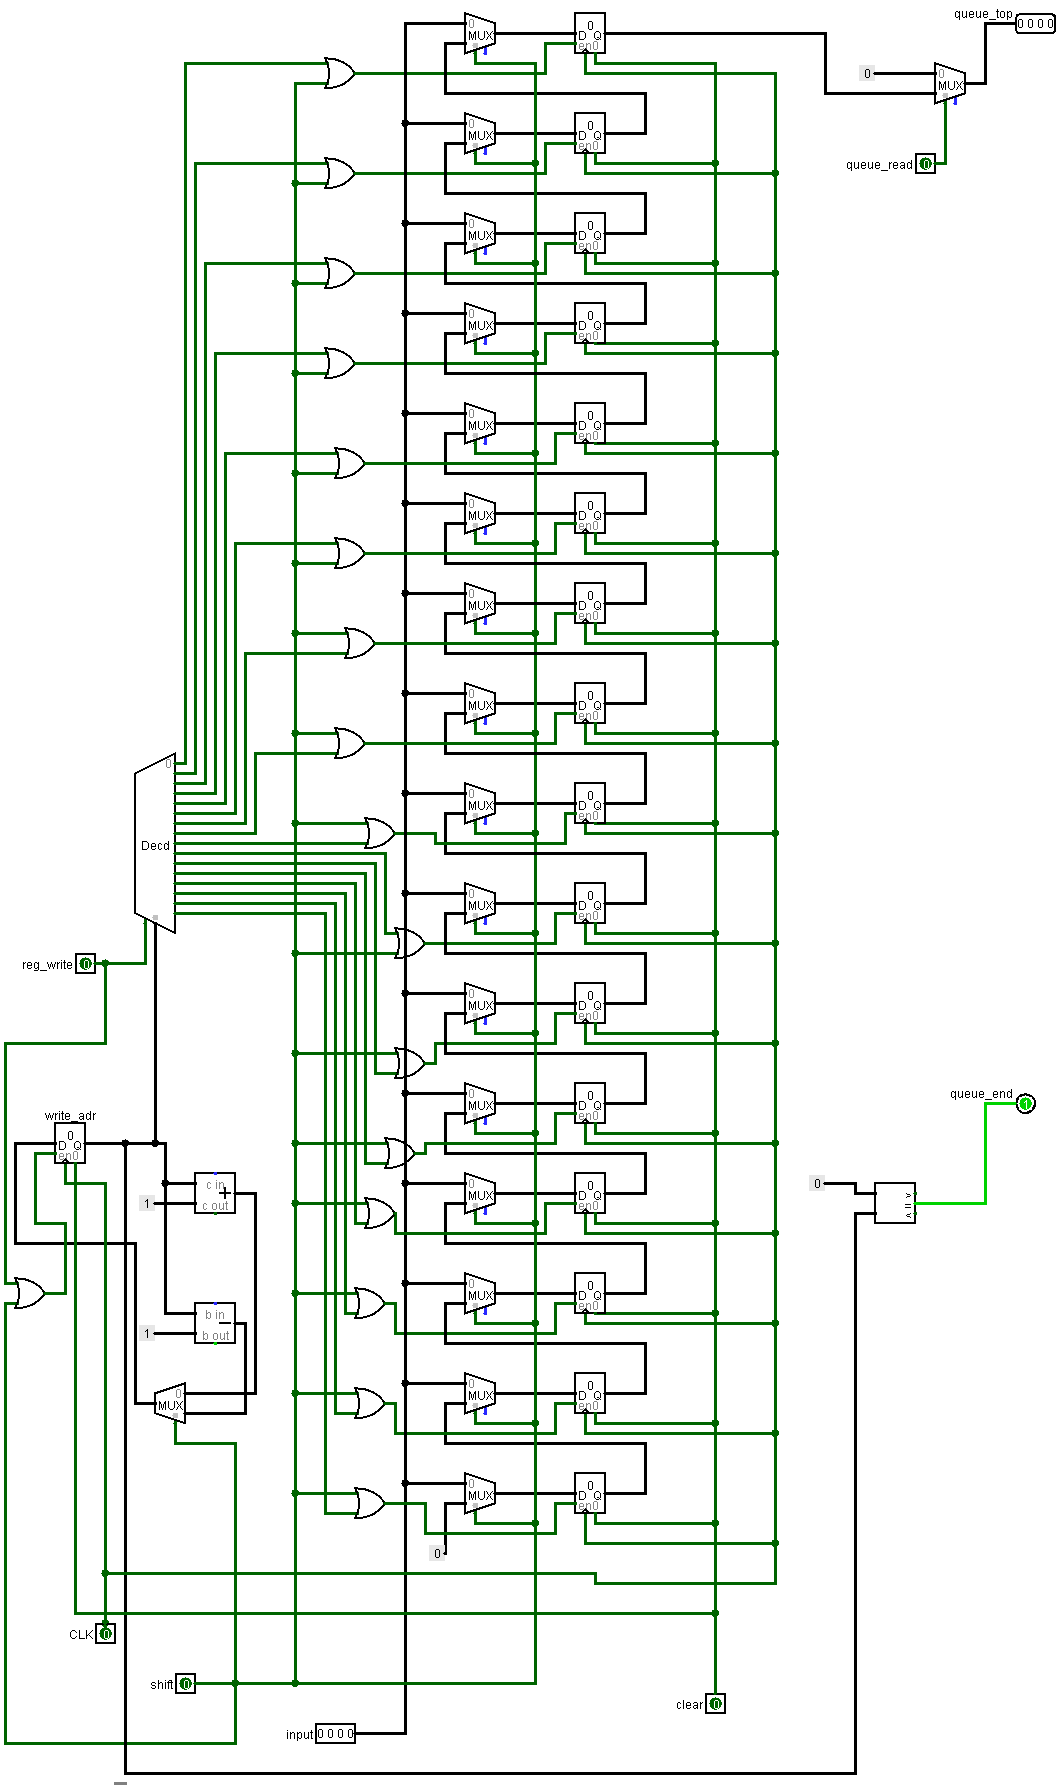 queue_top
0 0 0 0
0
MUX
0
D Q
en0
0
0
MUX
queue_read
0
0
MUX
0
D Q
en0
0
MUX
0
D Q
en0
0
MUX
0
D Q
en0
0
MUX
0
D Q
en0
0
MUX
0
D Q
en0
0
MUX
0
D Q
en0
0
MUX
0
D Q
en0
0
Decd
0
MUX
0
D Q
en0
0
MUX
0
D Q
en0
reg_write
0
0
MUX
0
D Q
en0
queue_end
1
write_adr
0
D Q
en0
0
MUX
0
D Q
en0
c in
+
1
c out
0
MUX
0
D Q
en0
0
=
b in
−
1
b out
0
MUX
0
D Q
en0
0
MUX
0
MUX
0
D Q
en0
0
MUX
0
D Q
en0
0
CLK
0
shift
0
clear
0
input
0 0 0 0